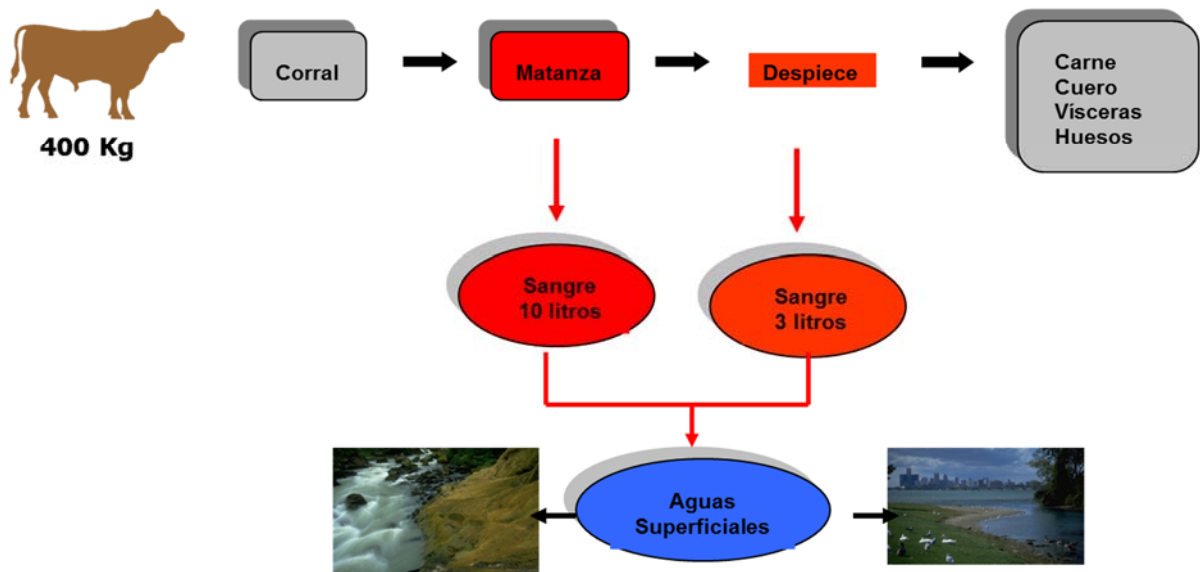 400 Kg
Corral
Matanza
Despiece
Carne
Cuero
Vísceras
Huesos
Sangre
10 litros
Sangre
3 litros
Aguas
Superficiales